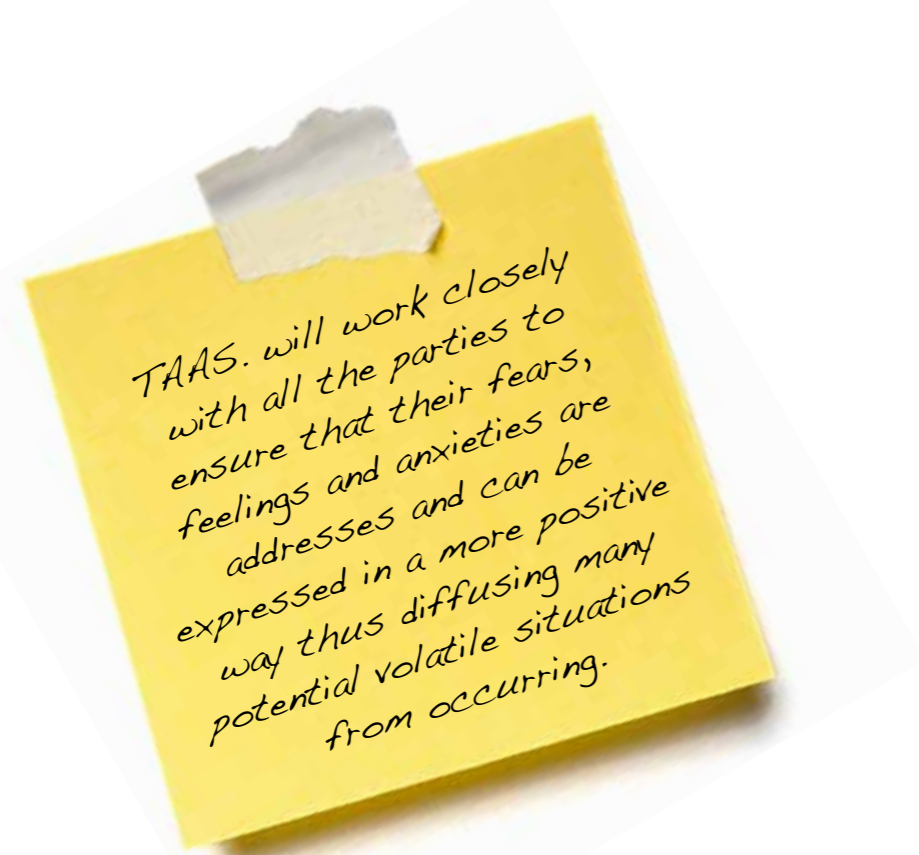 TAAS. will work closely
with all the parties to
ensure that their fears,
feelings and anxieties are
addresses and can be
expressed in a more positive
way thus diffusing many
potential volatile situations
from occurring.